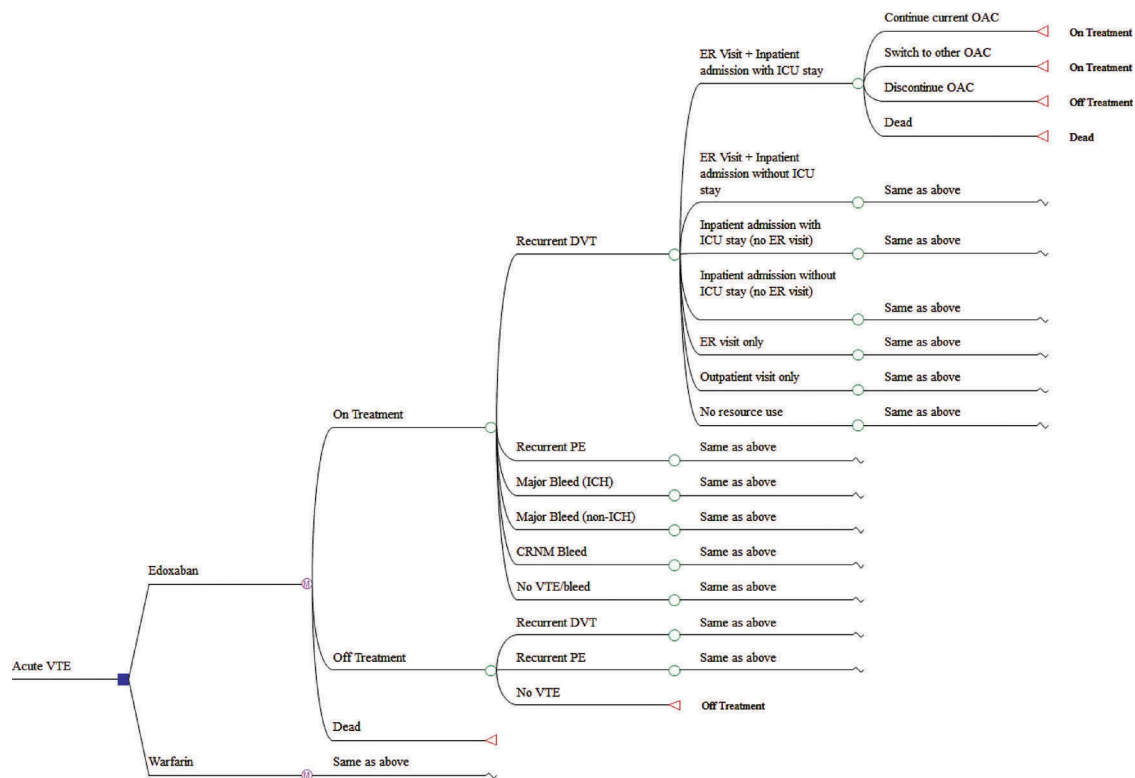 Continue current OAC
On Treatment
Switch to other OAC
On Treatment
Discontinue OAC
Off Treatment
Dead
Dead
ER Visit + Inpatient
admission with ICU stay
ER Visit + Inpatient
admission without ICU
stay
Same as above
Inpatient admission with
ICU stay (no ER visit)
Same as above
Inpatient admission without
ICU stay (no ER visit)
Same as above
ER visit only
Same as above
Outpatient visit only
Same as above
No resource use
Same as above
Recurrent DVT
On Treatment
Recurrent PE
Same as above
Major Bleed (ICH)
Same as above
Major Bleed (non-ICH)
Same as above
CRNM Bleed
Same as above
No VTE/bleed
Same as above
Edoxaban
M
Recurrent DVT
Same as above
Off Treatment
Recurrent PE
Same as above
No VTE
Off Treatment
Acute VTE
Dead
Warfarin
M
Same as above